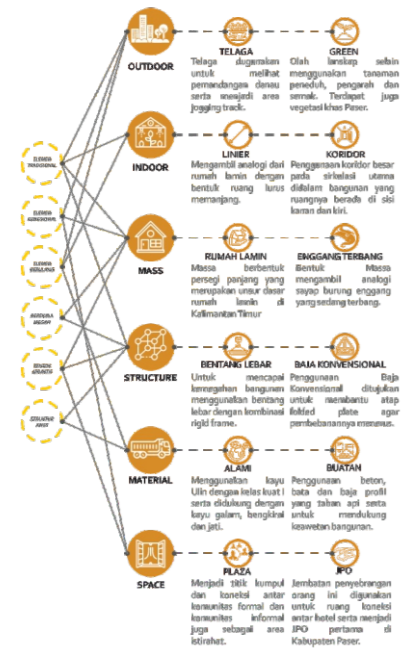 OUTDOOR
TELAGA
Telaga digunakan
untuk melihat
pemandangan danau
serta menjadi area
jogging track.
GREEN
Olah lanskap selain
menggunakan tanaman
peneduh, pengarah dan
semak. Terdapat juga
vegetasi khas Paser.
INDOOR
LINIER
Mengambil analogi dari
rumah lamin dengan
bentuk ruang lurus
memanjang.
KORIDOR
Penggunaan koridor besar
pada sirkelasi utama
didalam bangunan yang
ruangnya berada di sisi
kanan dan kiri.
MASS
RUMAH LAMIN
Massa berbentuk
persegi panjang yang
merupakan unsur dasar
rumah lamin di
Kalimantan Timur
ENGGANG TERBANG
Bentuk Massa
mengambil analogi
sayap burung enggang
yang sedang terbang.
STRUCTURE
BENTANG LEBAR
Untuk mencapai
kemegahan bangunan
menggunakan bentang
lebar dengan kombinasi
rigid frame.
BAJA KONVENSIONAL
Penggunaan Baja
Konvensional ditujukan
untuk membantu atap
folded plate agar
pembebanannya menerus.
MATERIAL
ALAMI
Menggunakan kayu
Ulin dengan kelas kuat I
serta didukung dengan
kayu galam, bengkirai
dan jati.
BUATAN
Penggunaan beton,
bata dan baja profil
yang tahan api serta
untuk mendukung
keawetan bangunan.
SPACE
PLAZA
Menjadi titik kumpul
dan koneksi antar
komunitas formal dan
komunitas informal
juga sebagai area
istirahat.
JPO
Jembatan penyebrangan
orang ini digunakan
untuk ruang koneksi
antar hotel serta menjadi
JPO pertama di
Kabupaten Paser.